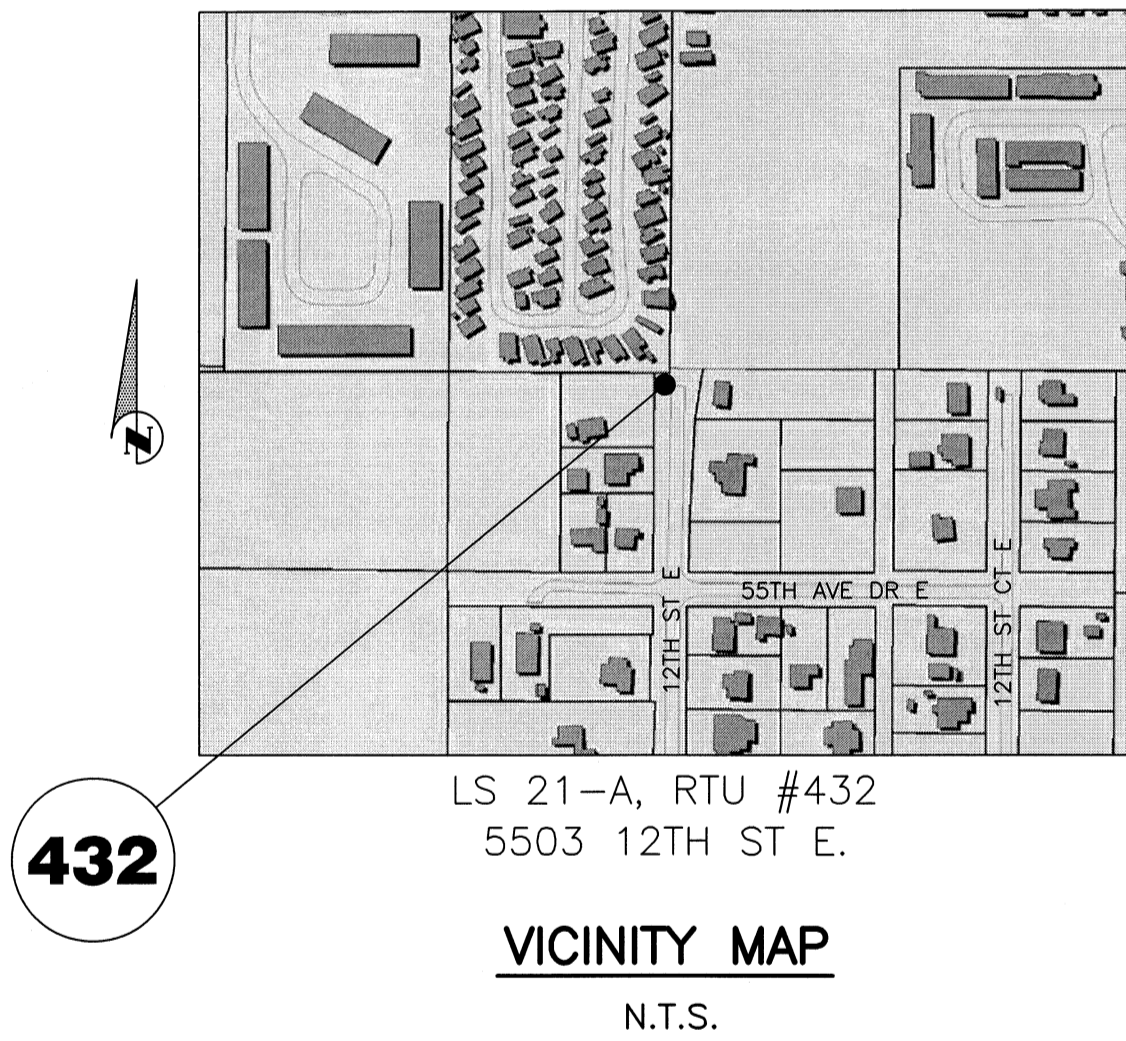 N
12TH ST E
55TH AVE DR E
12TH ST CT E
432
LS 21-A, RTU #432
5503 12TH ST E.
VICINITY MAP
N.T.S.